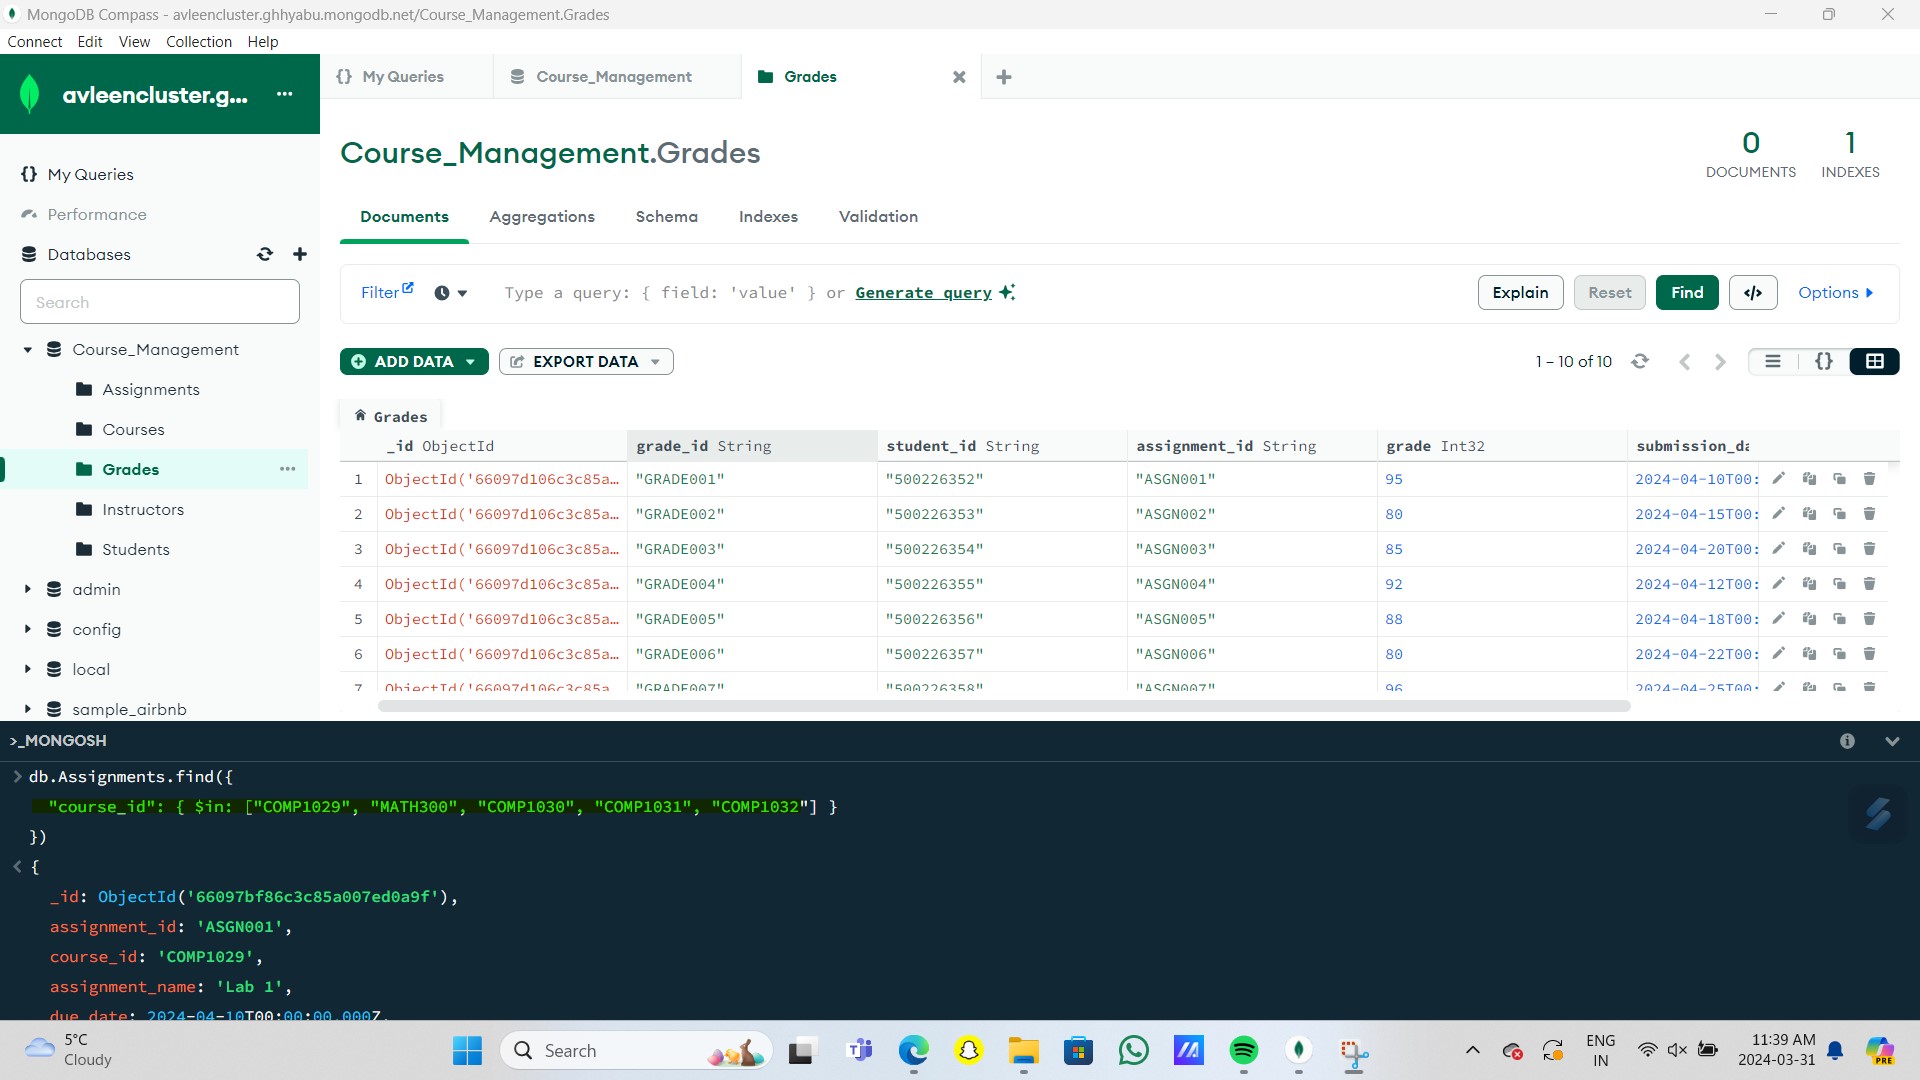 MongoDB Compass - avleencluster.ghhyabu.mongodb.net/Course_Management.Grades
Connect Edit View Collection Help
avleencluster.g... ...
{} My Queries
Course_Management
Grades
My Queries
Performance
Databases
Search
Course_Management
Assignments
Courses
Grades
Instructors
Students
admin
config
local
sample_airbnb
Course_Management.Grades
0 DOCUMENTS
1 INDEXES
Documents Aggregations Schema Indexes Validation
Filter Type a query: { field: 'value' } or Generate query Explain Reset Find </> Options
ADD DATA EXPORT DATA 1 – 10 of 10 {}
Grades
_id ObjectId grade_id String student_id String assignment_id String grade Int32 submission_da
1 ObjectId('66097d106c3c85a… "GRADE001" "500226352" "ASGN001" 95 2024-04-10T00:
2 ObjectId('66097d106c3c85a… "GRADE002" "500226353" "ASGN002" 80 2024-04-15T00:
3 ObjectId('66097d106c3c85a… "GRADE003" "500226354" "ASGN003" 85 2024-04-20T00:
4 ObjectId('66097d106c3c85a… "GRADE004" "500226355" "ASGN004" 92 2024-04-12T00:
5 ObjectId('66097d106c3c85a… "GRADE005" "500226356" "ASGN005" 88 2024-04-18T00:
6 ObjectId('66097d106c3c85a… "GRADE006" "500226357" "ASGN006" 80 2024-04-22T00:
7 ObjectId('66097d106c3c85a… "GRADE007" "500226358" "ASGN007" 96 2024-04-25T00:
>_MONGOSH
> db.Assignments.find({
"course_id": { $in: ["COMP1029", "MATH300", "COMP1030", "COMP1031", "COMP1032"] }
})
< {
_id: ObjectId('66097bf86c3c85a007ed0a9f'),
assignment_id: 'ASGN001',
course_id: 'COMP1029',
assignment_name: 'Lab 1',
due_date: 2024-04-10T00:00:00.000Z,
5°C
Cloudy
Search
ENG
IN
11:39 AM
2024-03-31
PRE